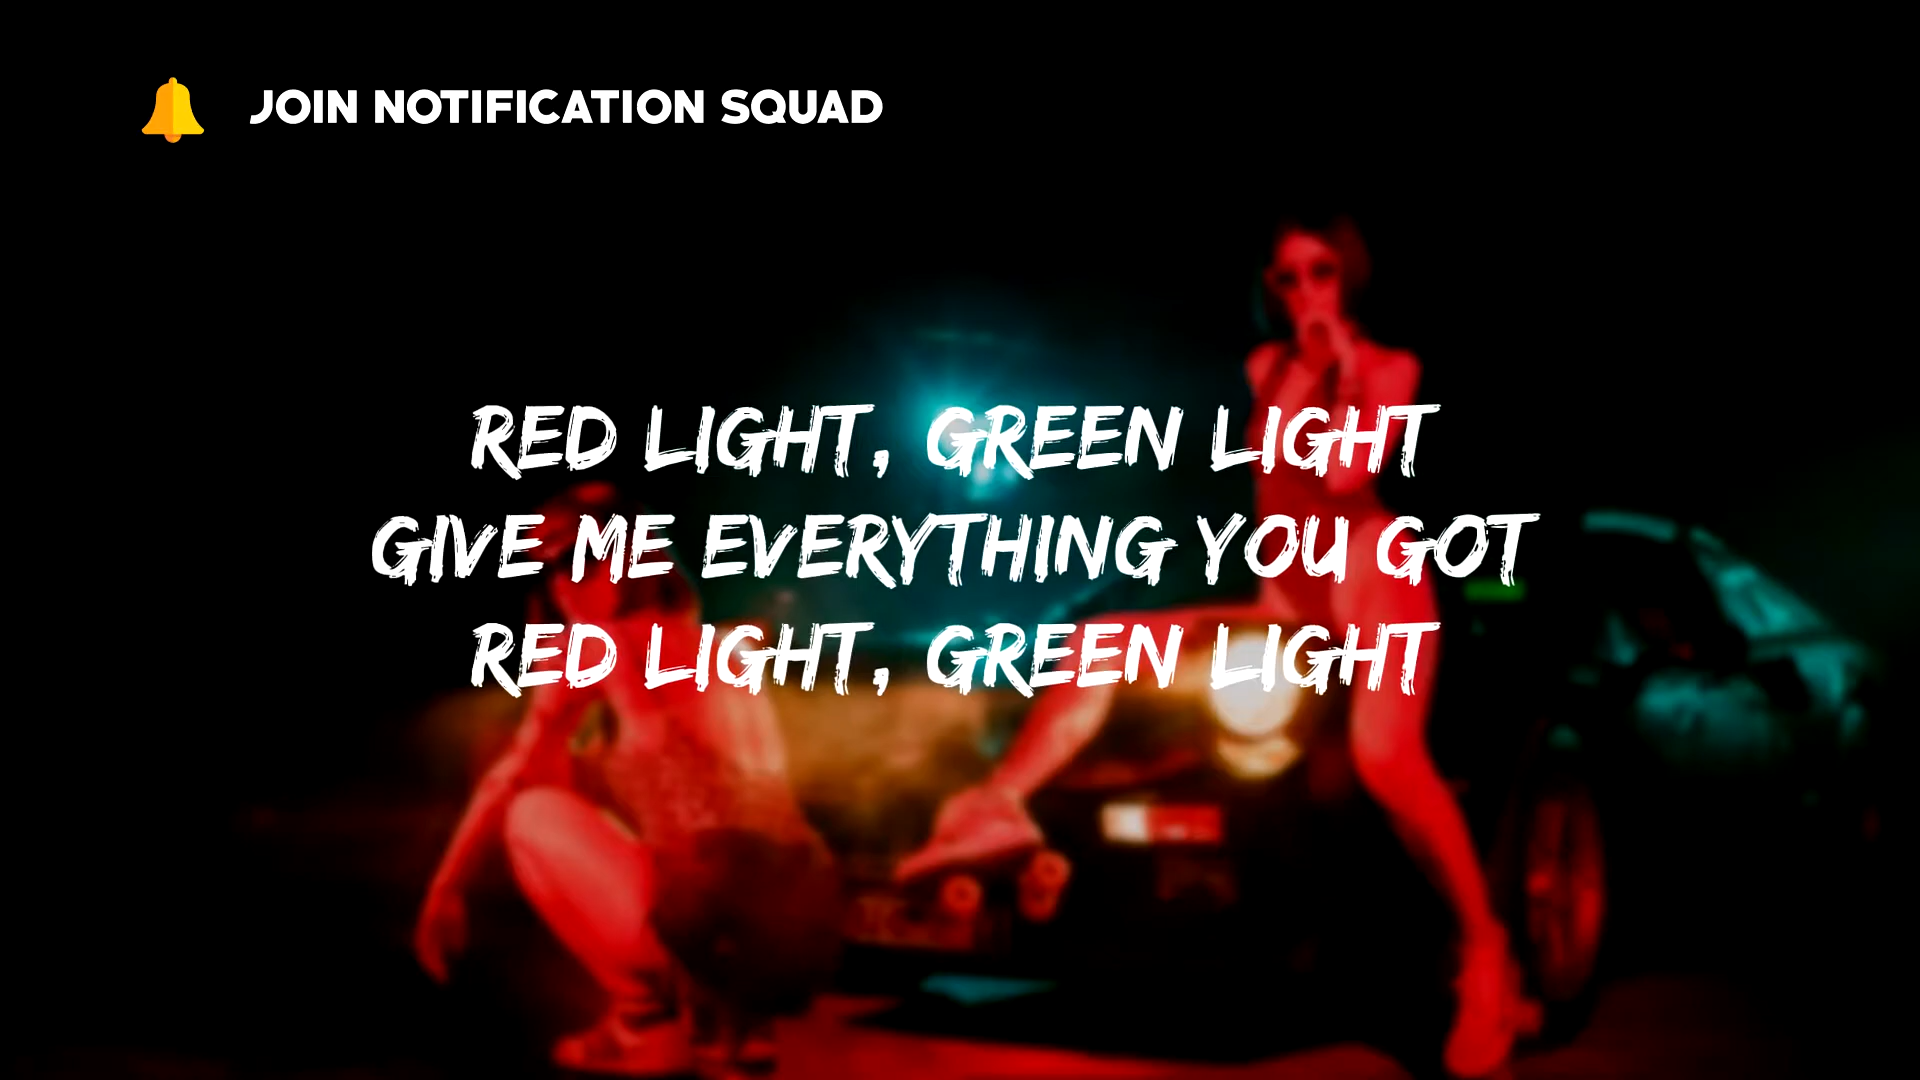 JOIN NOTIFICATION SQUAD
RED LIGHT, GREEN LIGHT
GIVE ME EVERYTHING YOU GOT
RED LIGHT, GREEN LIGHT